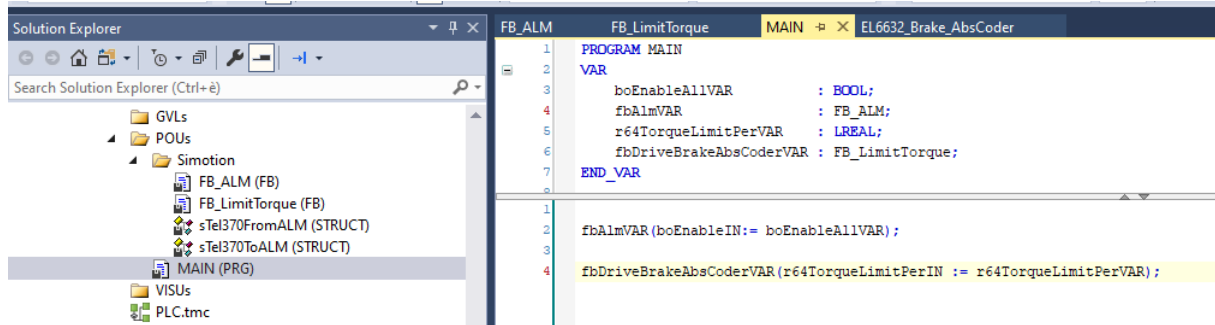 Solution Explorer
Search Solution Explorer (Ctrl+è)
GVLs
POUs
Simotion
FB_ALM (FB)
FB_LimitTorque (FB)
sTel370FromALM (STRUCT)
sTel370ToALM (STRUCT)
MAIN (PRG)
VISUs
PLC.tmc
FB_ALM FB_LimitTorque MAIN EL6632_Brake_AbsCoder
1 PROGRAM MAIN
2 VAR
3 boEnableAllVAR : BOOL;
4 fbAlmVAR : FB_ALM;
5 r64TorqueLimitPerVAR : LREAL;
6 fbDriveBrakeAbsCoderVAR : FB_LimitTorque;
7 END_VAR
1
2 fbAlmVAR(boEnableIN:= boEnableAllVAR);
3
4 fbDriveBrakeAbsCoderVAR(r64TorqueLimitPerIN := r64TorqueLimitPerVAR);